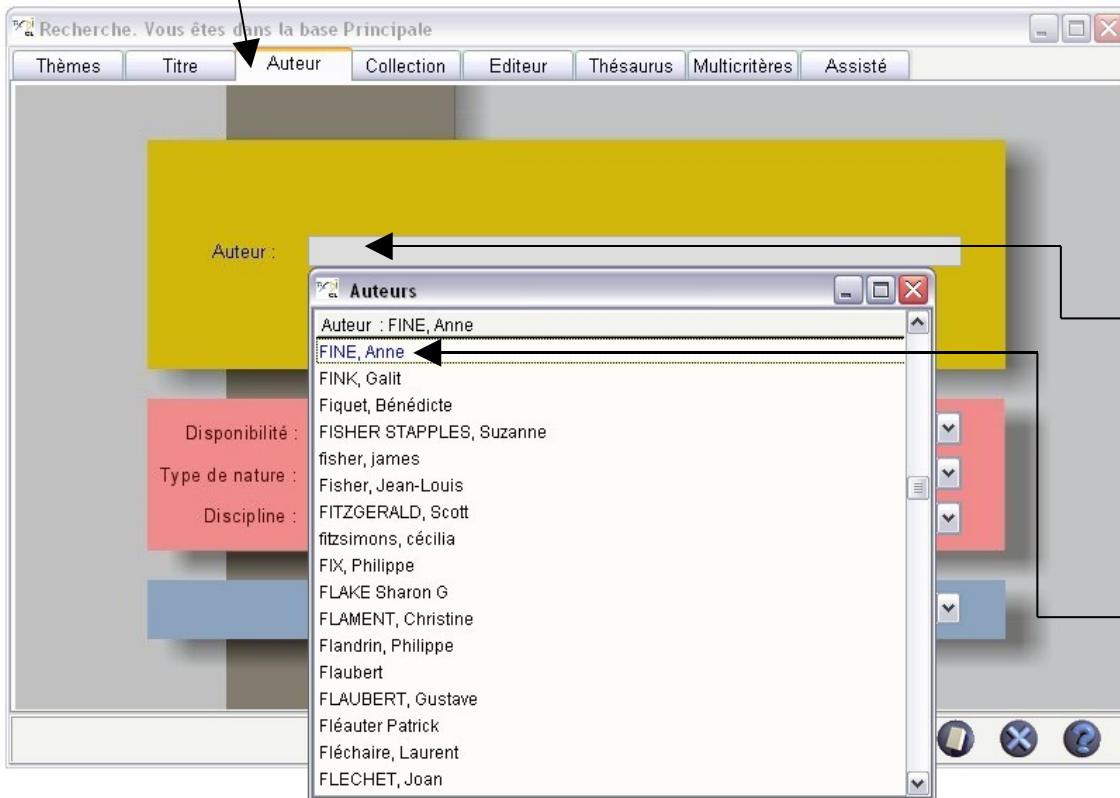 Recherche. Vous êtes dans la base Principale
Thèmes Titre Auteur Collection Editeur Thésaurus Multicritères Assisté
Auteur :
Auteurs
Auteur : FINE, Anne
FINE, Anne
FINK, Galit
Fiquet, Bénédicte
FISHER STAPPLES, Suzanne
fisher, james
Fisher, Jean-Louis
FITZGERALD, Scott
fitzsimons, cécilia
FIX, Philippe
FLAKE Sharon G
FLAMENT, Christine
Flandrin, Philippe
Flaubert
FLAUBERT, Gustave
Fléauter Patrick
Fléchaire, Laurent
FLECHET, Joan
Disponibilité :
Type de nature :
Discipline :
?